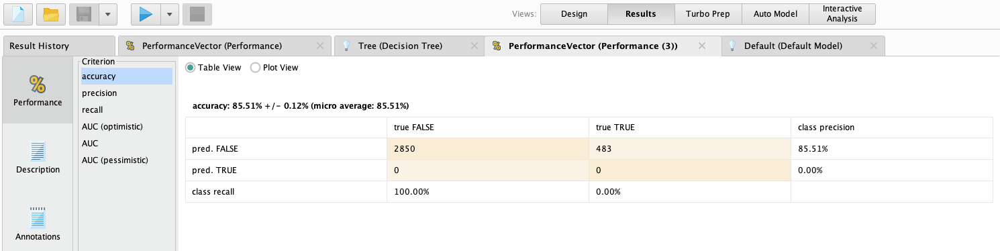 Views: Design Results Turbo Prep Auto Model Interactive Analysis
Result History % PerformanceVector (Performance) Tree (Decision Tree) % PerformanceVector (Performance (3)) Default (Default Model)
%
Performance
Description
Annotations
Criterion
accuracy
precision
recall
AUC (optimistic)
AUC
AUC (pessimistic)
Table View Plot View
accuracy: 85.51% +/- 0.12% (micro average: 85.51%)
true FALSE true TRUE class precision
pred. FALSE 2850 483 85.51%
pred. TRUE 0 0 0.00%
class recall 100.00% 0.00%